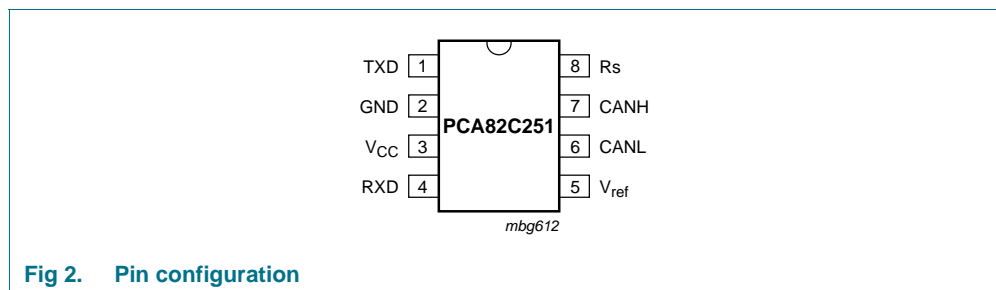 TXD 1 8 Rs
GND 2 7 CANH
PCA82C251
VCC 3 6 CANL
RXD 4 5 Vref
mbg612
Fig 2. Pin configuration